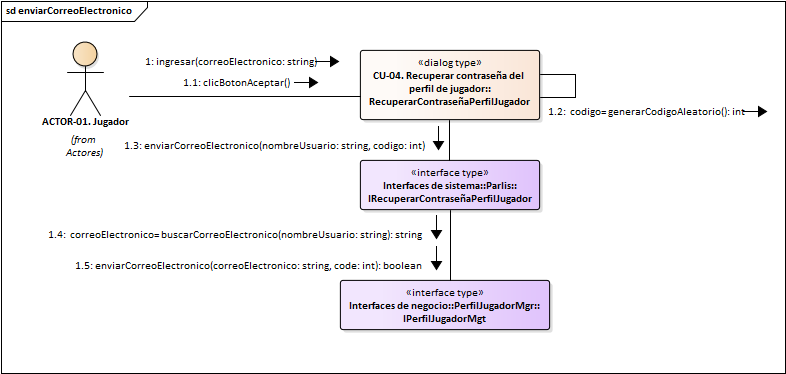 sd enviarCorreoElectronico
1: ingresar(correoElectronico: string)
1.1: clicBotonAceptar()
ACTOR-01. Jugador
(from
Actores)
«dialog type»
CU-04. Recuperar contraseña del
perfil de jugador::
RecuperarContraseñaPerfilJugador
1.2: codigo= generarCodigoAleatorio(): int
1.3: enviarCorreoElectronico(nombreUsuario: string, codigo: int)
«interface type»
Interfaces de sistema::Parlis::
IRecuperarContraseñaPerfilJugador
1.4: correoElectronico= buscarCorreoElectronico(nombreUsuario: string): string
1.5: enviarCorreoElectronico(correoElectronico: string, code: int): boolean
«interface type»
Interfaces de negocio::PerfilJugadorMgr::
IPerfilJugadorMgt